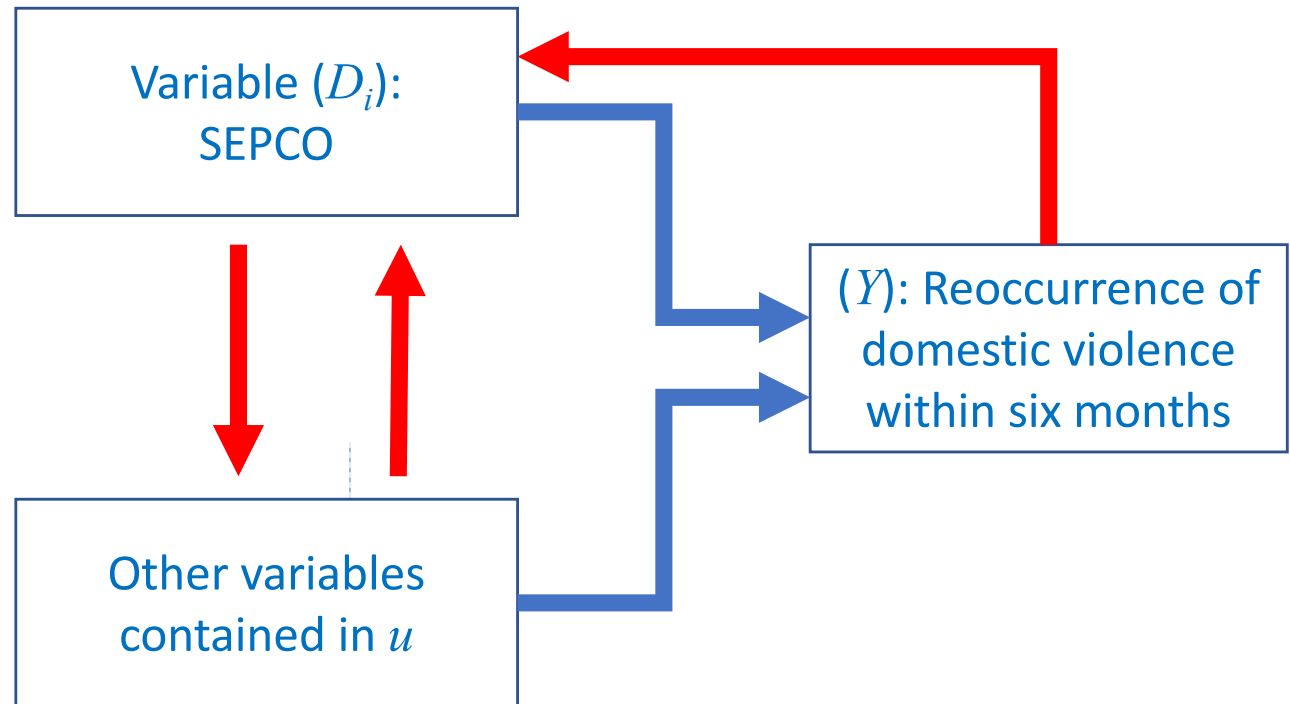 Variable (Dᵢ):
SEPCO
(Y): Reoccurrence of
domestic violence
within six months
Other variables
contained in u